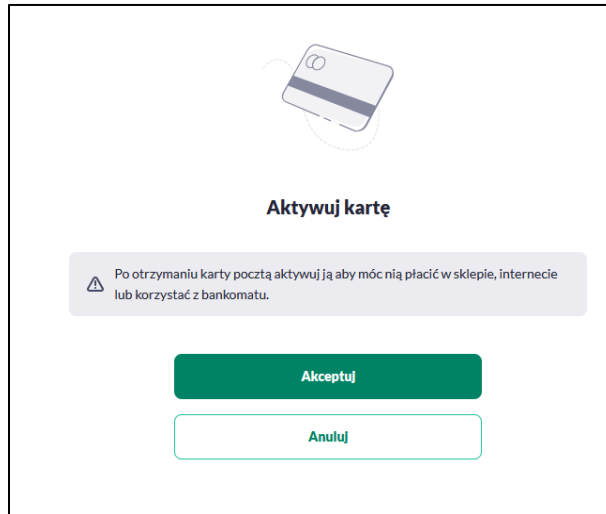 Aktywuj kartę
Po otrzymaniu karty pocztą aktywuj ją aby móc nią płacić w sklepie, internecie
lub korzystać z bankomatu.
Akceptuj
Anuluj